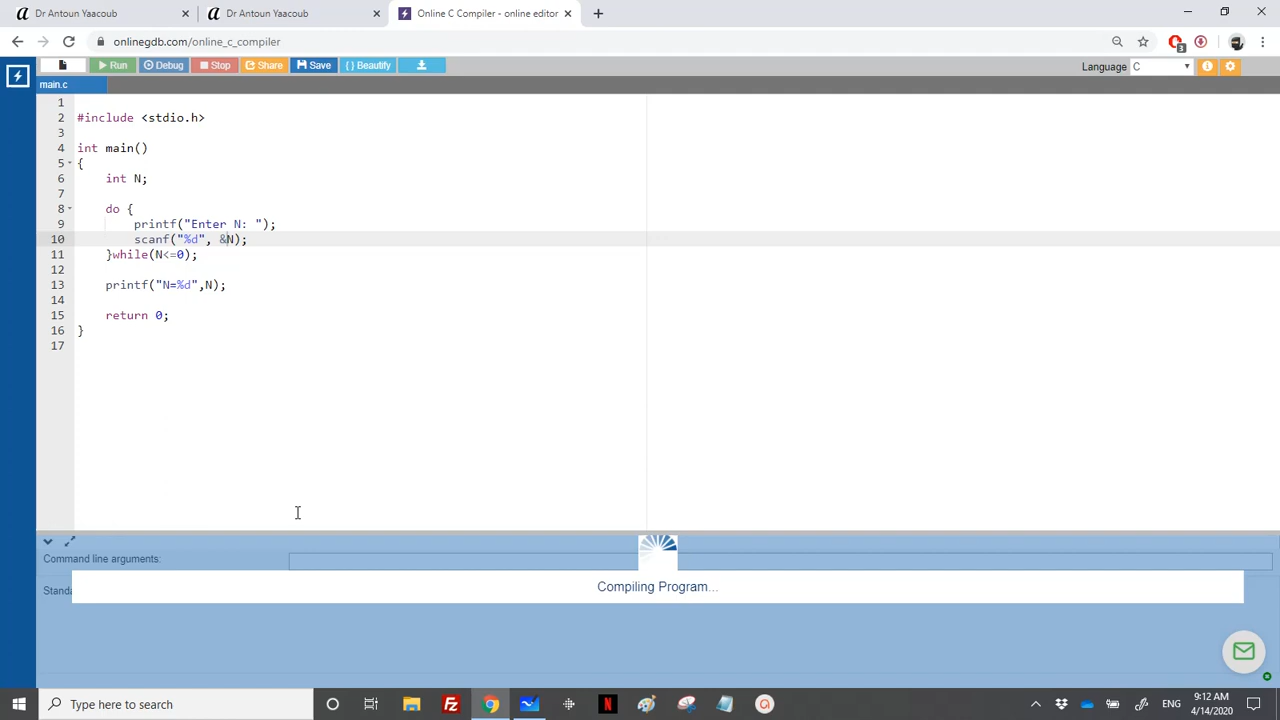 Dr Antoun Yaacoub
Dr Antoun Yaacoub
Online C Compiler - online editor
onlinegdb.com/online_c_compiler
3
Run
Debug
Stop
Share
Save
{ } Beautify
Language
C
main.c
1
2 #include <stdio.h>
3
4 int main()
5 {
6 int N;
7
8 do {
9 printf("Enter N: ");
10 scanf("%d", &N);
11 }while(N<=0);
12
13 printf("N=%d",N);
14
15 return 0;
16 }
17
Command line arguments:
Standa
Compiling Program...
Type here to search
ENG
9:12 AM
4/14/2020